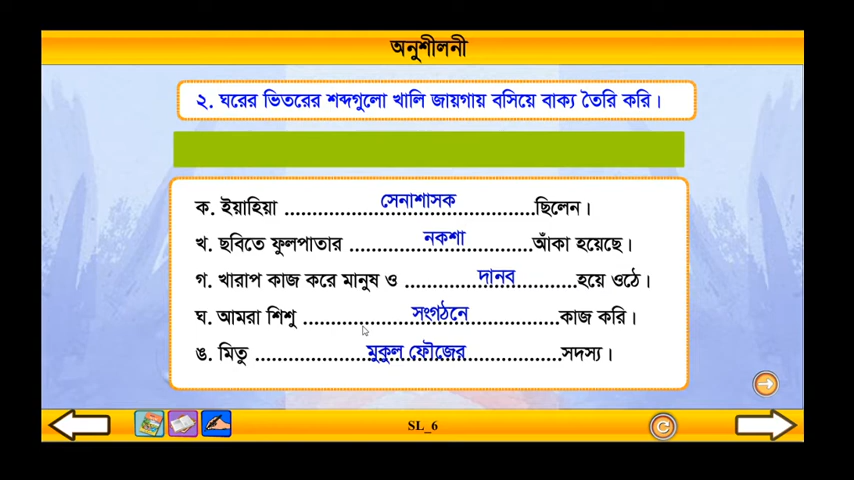 অনুশীলনী
২. ঘরের ভিতরের শব্দগুলো খালি জায়গায় বসিয়ে বাক্য তৈরি করি।
ক. ইয়াহিয়া ............সেনাশাসক............ছিলেন।
খ. ছবিতে ফুলপাতার ............নকশা............আঁকা হয়েছে।
গ. খারাপ কাজ করে মানুষ ও ............দানব............হয়ে ওঠে।
ঘ. আমরা শিশু ............সংগঠনে............কাজ করি।
ঙ. মিতু ............মুকুল ফৌজের............সদস্য।
SL_6